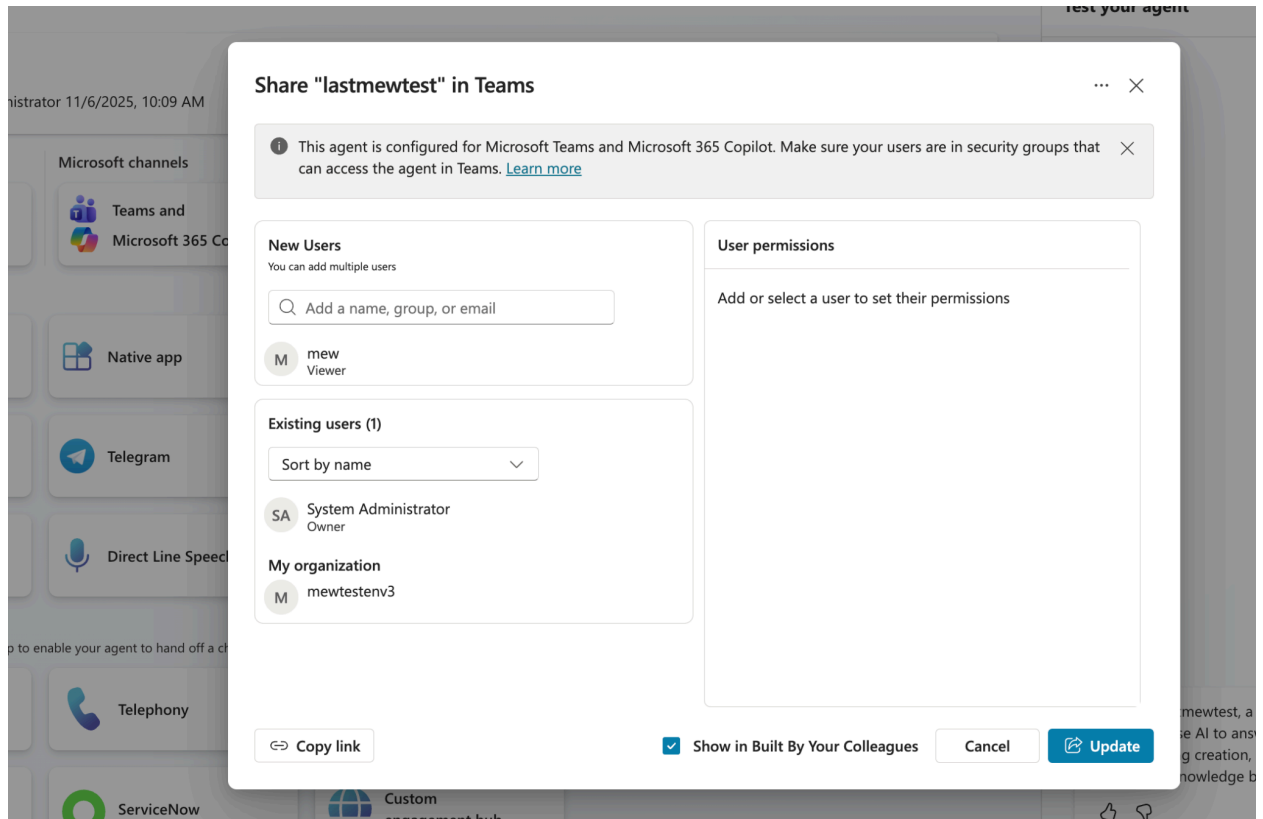 Test your agent
Share "lastmewtest" in Teams
nistrator 11/6/2025, 10:09 AM
This agent is configured for Microsoft Teams and Microsoft 365 Copilot. Make sure your users are in security groups that
can access the agent in Teams. Learn more
Microsoft channels
Teams and
Microsoft 365 Co
New Users
You can add multiple users
Add a name, group, or email
M
mew
Viewer
User permissions
Add or select a user to set their permissions
Native app
Existing users (1)
Sort by name
Telegram
SA
System Administrator
Owner
Direct Line Speech
My organization
M
mewtestenv3
p to enable your agent to hand off a ch
Telephony
Copy link
Show in Built By Your Colleagues
Cancel
Update
mewtest, a
se AI to ans
g creation,
nowledge b
ServiceNow
Custom
engagement hub